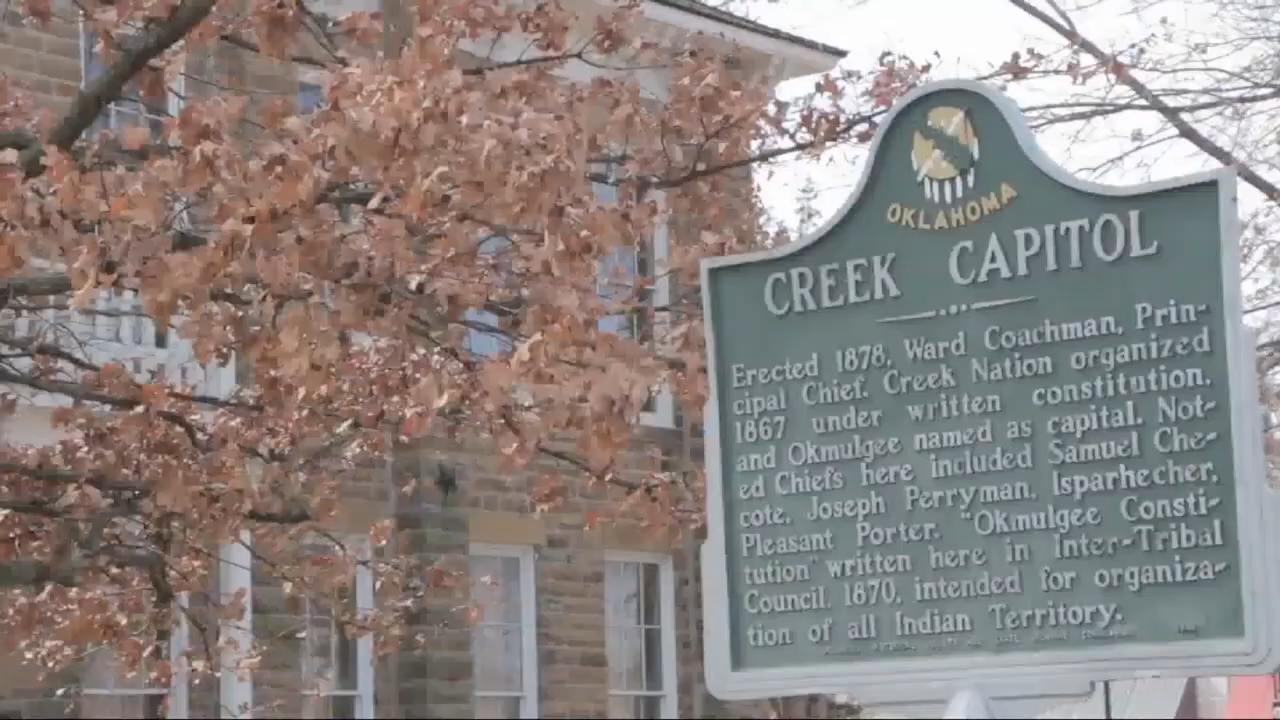 OKLAHOMA
CREEK CAPITOL
Erected 1878, Ward Coachman, Prin-
cipal Chief. Creek Nation organized
1867 under written constitution,
and Okmulgee named as capital. Not-
ed Chiefs here included Samuel Che-
cote, Joseph Perryman, Isparhecher,
Pleasant Porter. "Okmulgee Consti-
tution" written here in Inter-Tribal
Council, 1870, intended for organiza-
tion of all Indian Territory.